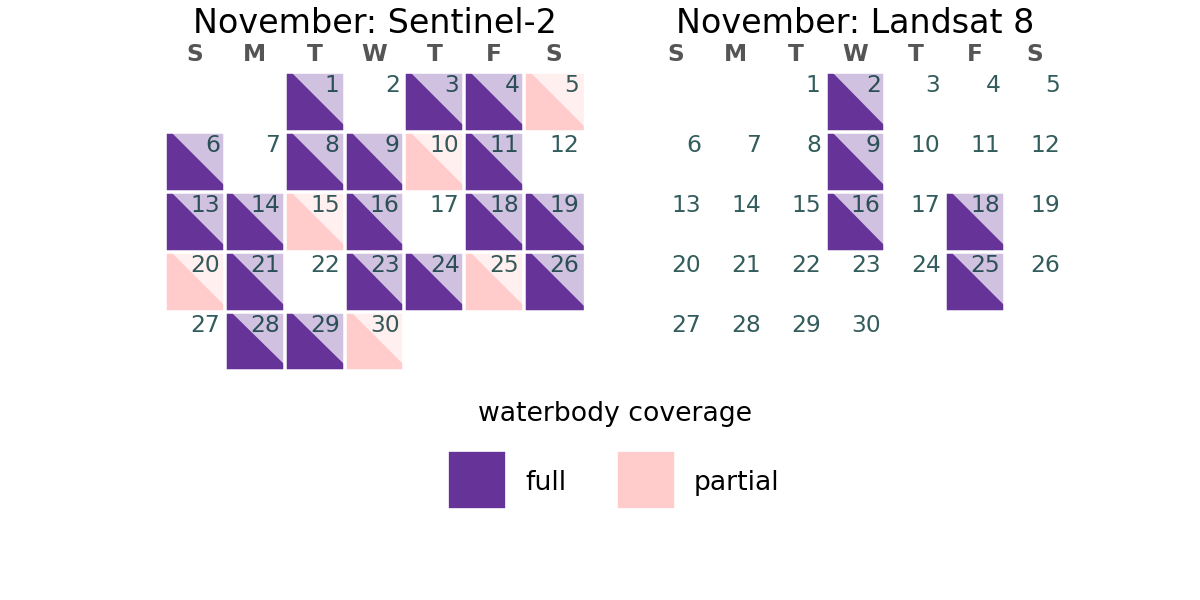 November: Sentinel-2
S M T W T F S
1 2 3 4 5
6 7 8 9 10 11 12
13 14 15 16 17 18 19
20 21 22 23 24 25 26
27 28 29 30
November: Landsat 8
S M T W T F S
1 2 3 4 5
6 7 8 9 10 11 12
13 14 15 16 17 18 19
20 21 22 23 24 25 26
27 28 29 30
waterbody coverage
full partial